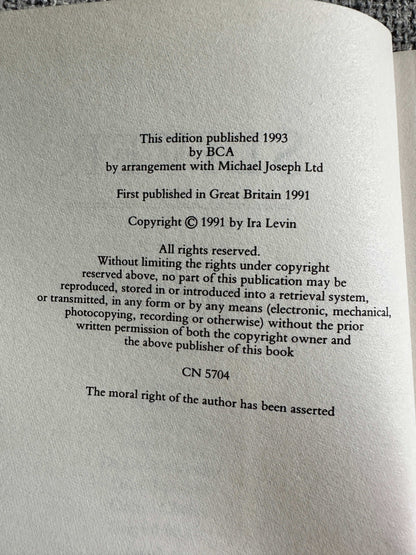 This edition published 1993
by BCA
by arrangement with Michael Joseph Ltd
First published in Great Britain 1991
Copyright © 1991 by Ira Levin
All rights reserved.
Without limiting the rights under copyright
reserved above, no part of this publication may be
reproduced, stored in or introduced into a retrieval system,
or transmitted, in any form or by any means (electronic, mechanical,
photocopying, recording or otherwise) without the prior
written permission of both the copyright owner and
the above publisher of this book
CN 5704
The moral right of the author has been asserted